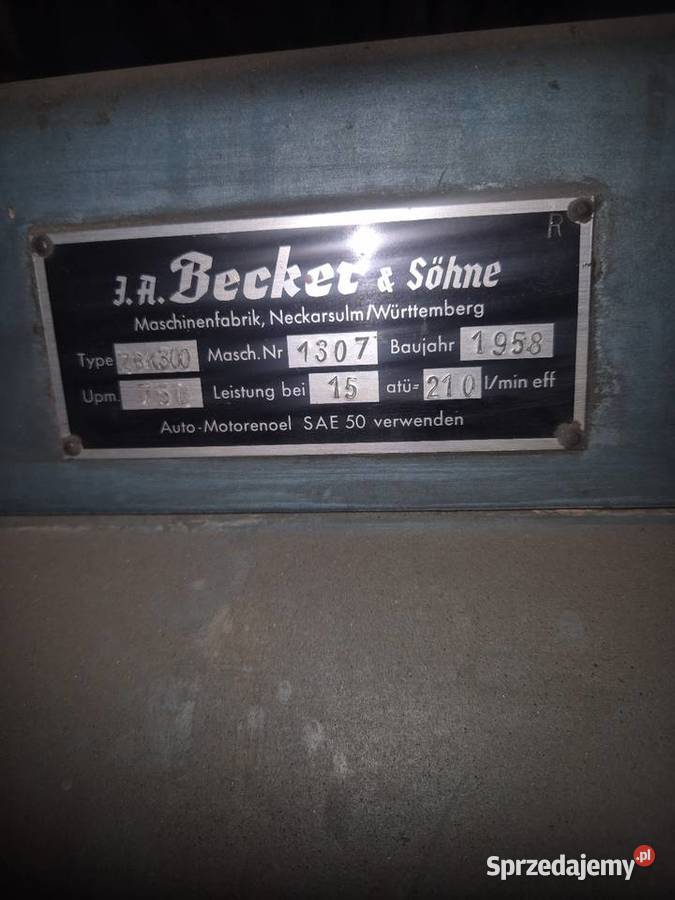 R
J.A. Becker & Söhne
Maschinenfabrik, Neckarsulm/Württemberg
Type Masch. Nr 1307 Baujahr 1958
Upm. Leistung bei 15 atü= 210 l/min eff
Auto-Motorenoel SAE 50 verwenden
Sprzedajemy.pl